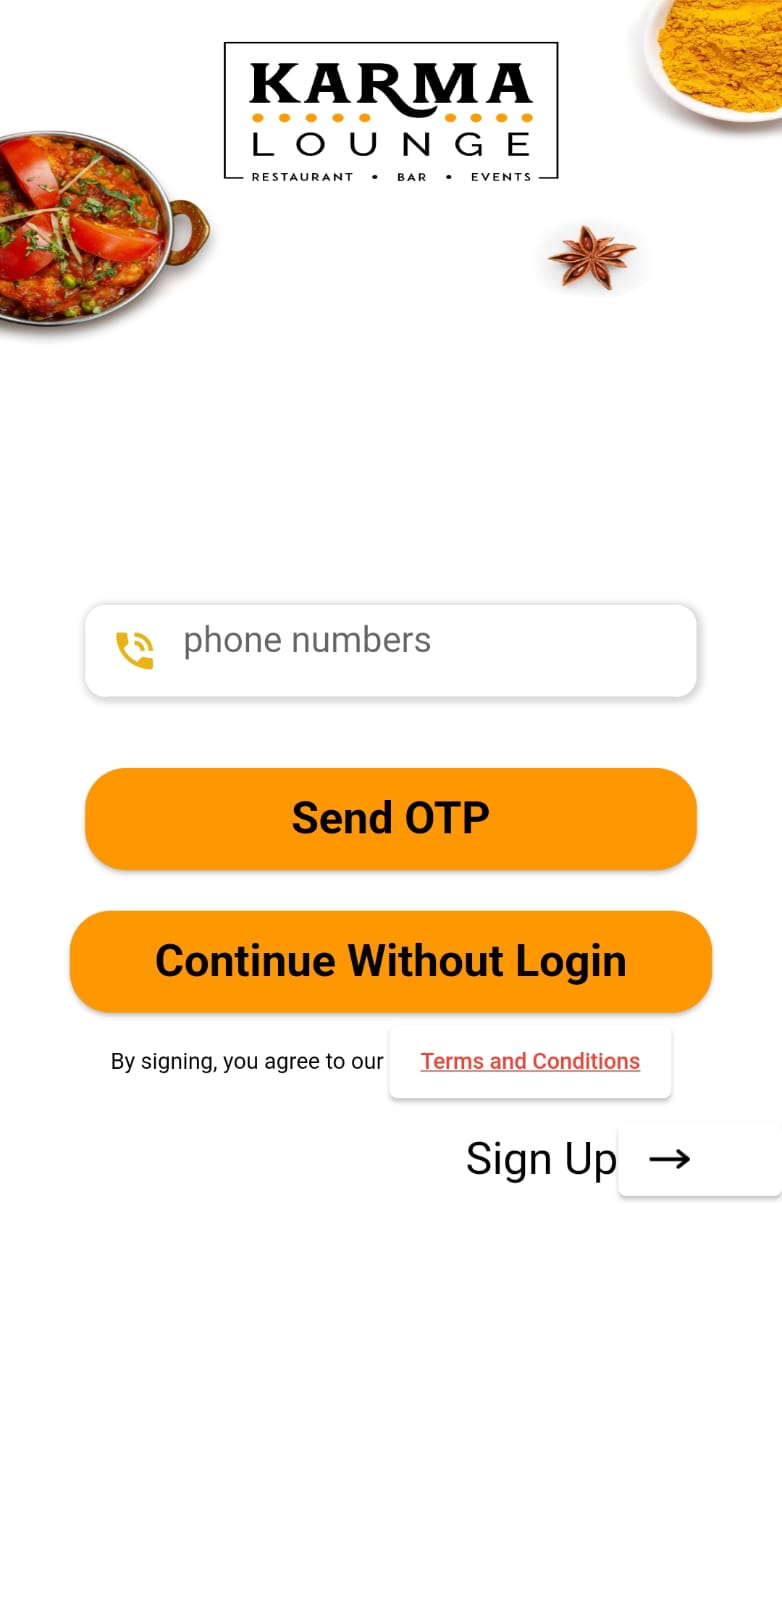 KARMA
LOUNGE
RESTAURANT • BAR • EVENTS
phone numbers
Send OTP
Continue Without Login
By signing, you agree to our Terms and Conditions
Sign Up →